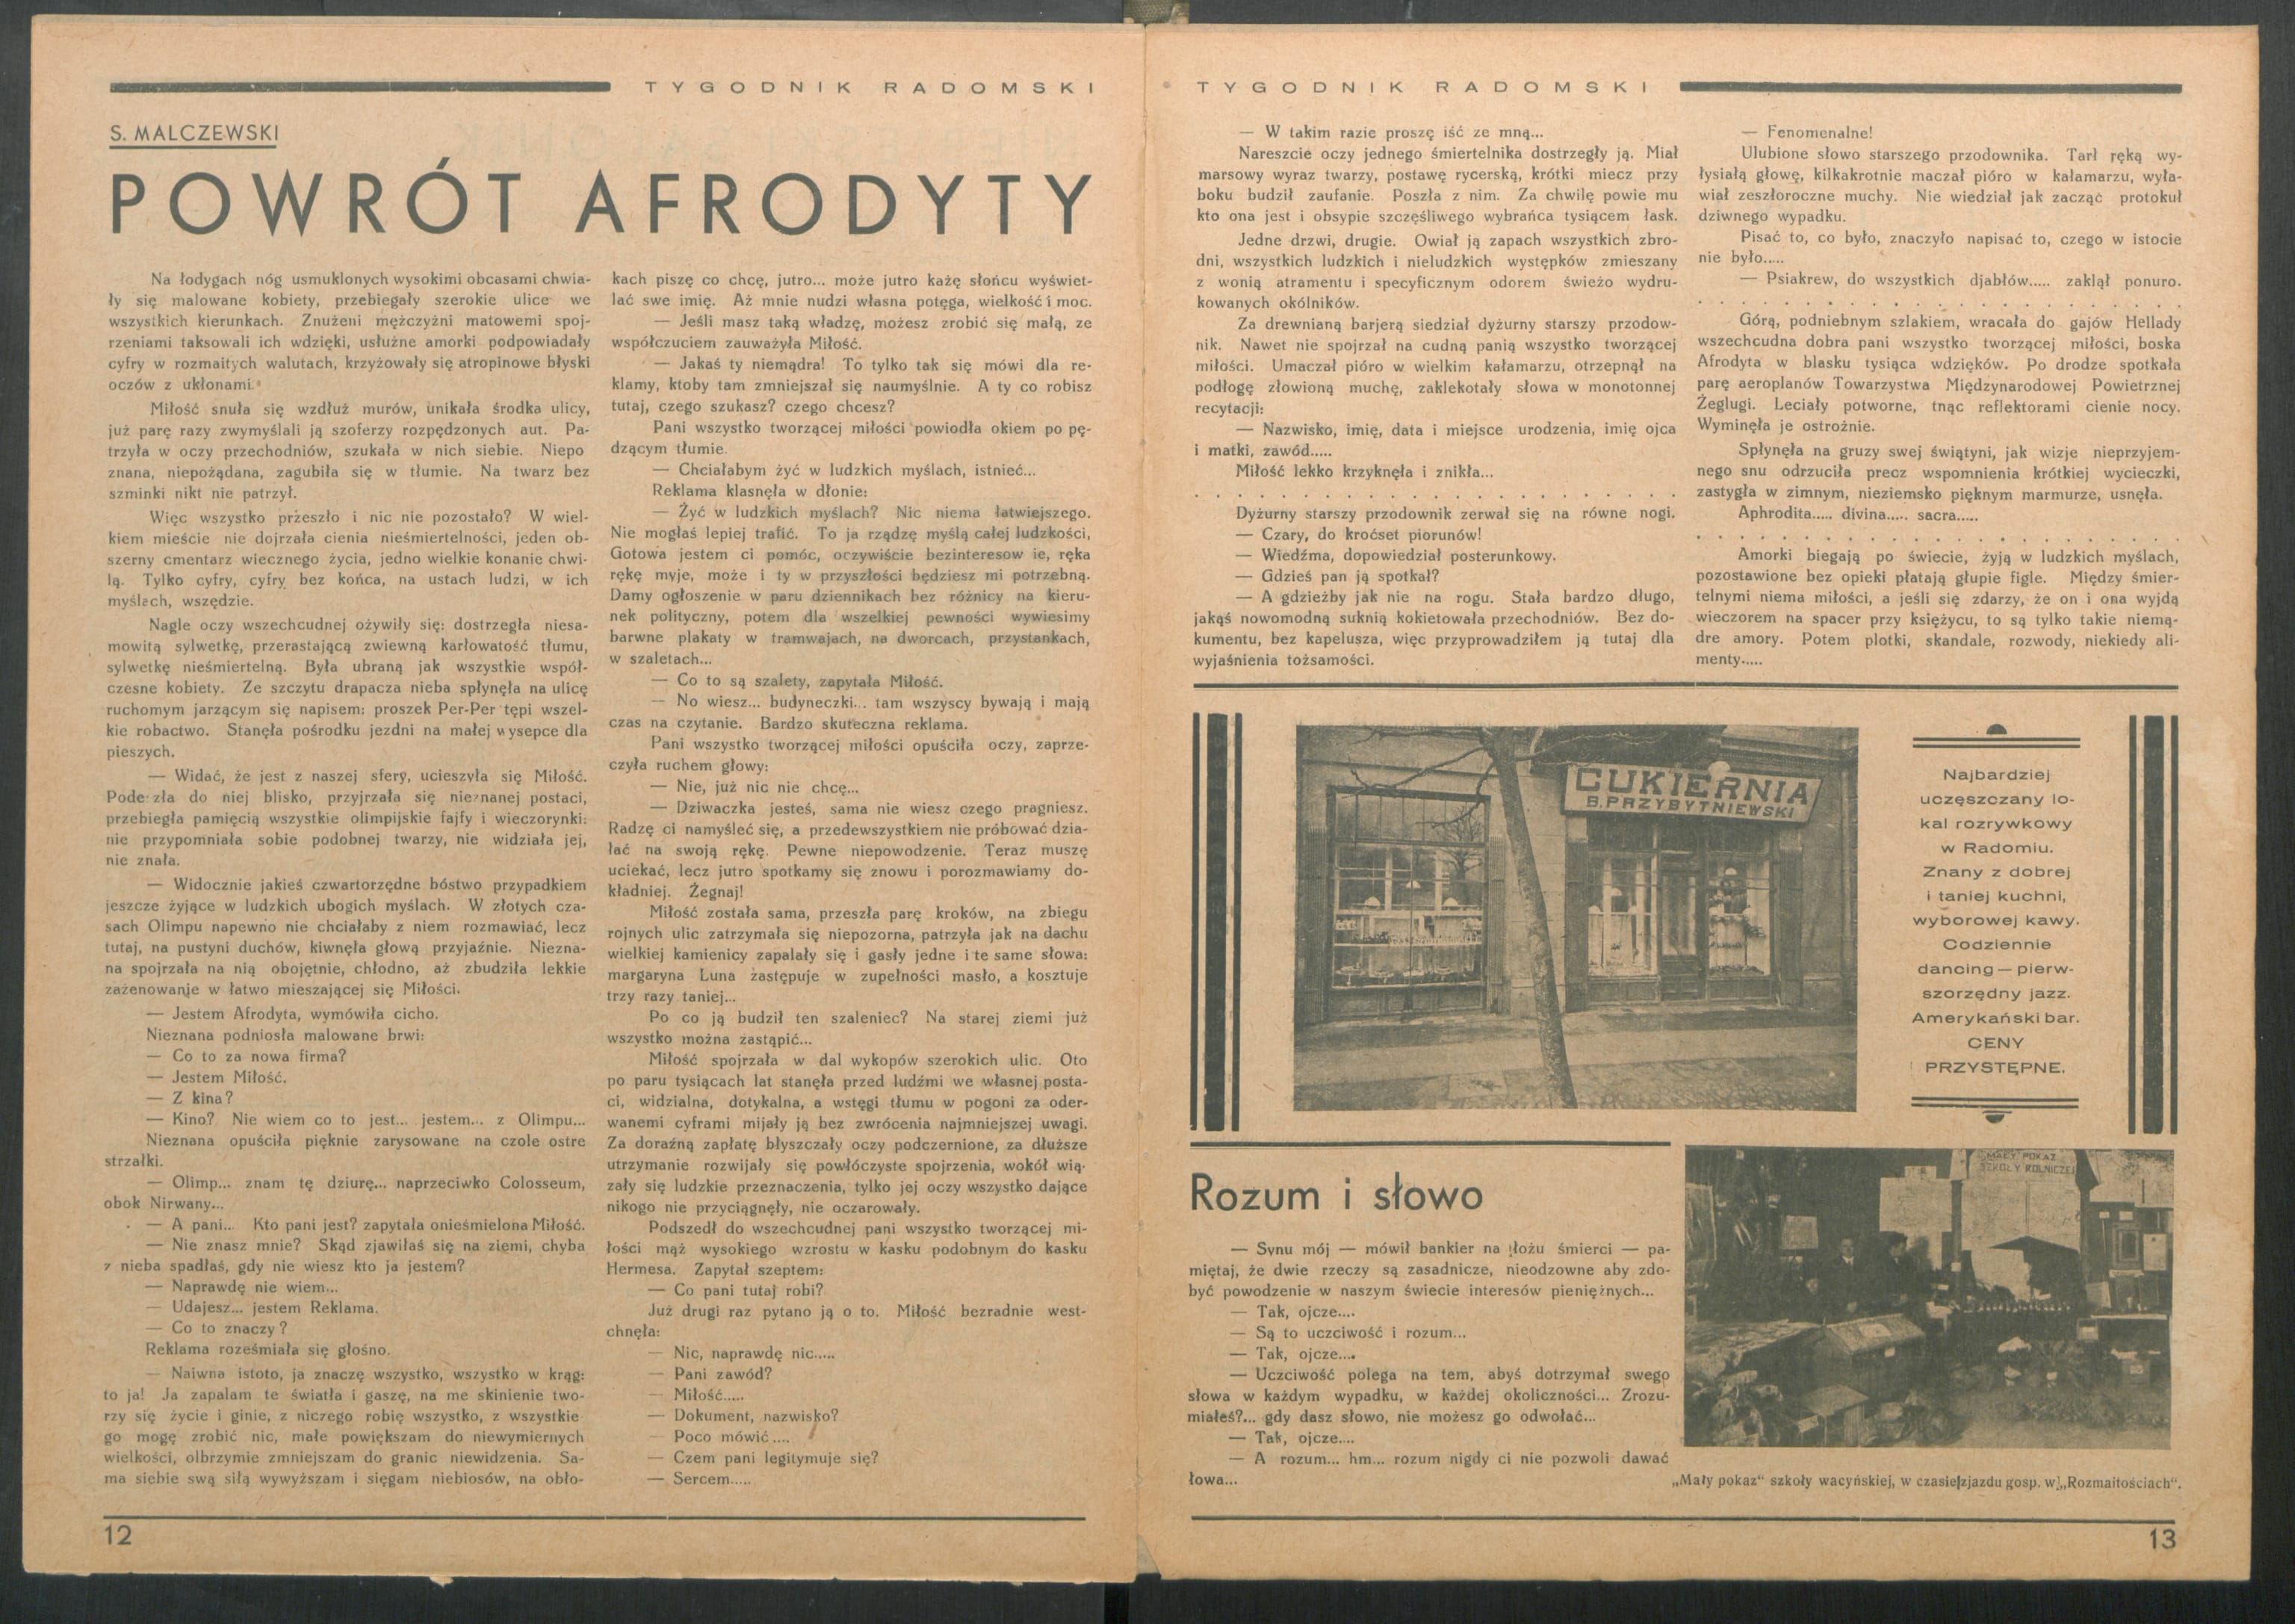 TYGODNIK RADOMSKI
S. MALCZEWSKI
POWRÓT AFRODYTY
Na łodygach nóg usmuklonych wysokimi obcasami chwia-
ły się malowane kobiety, przebiegały szerokie ulice we
wszystkich kierunkach. Znużeni mężczyźni matowemi spoj-
rzeniami taksowali ich wdzięki, usłużne amorki podpowiadały
cyfry w rozmaitych walutach, krzyżowały się atropinowe błyski
oczów z ukłonami.
Miłość snuła się wzdłuż murów, unikała środka ulicy,
już parę razy zwymyślali ją szoferzy rozpędzonych aut. Pa-
trzyła w oczy przechodniów, szukała w nich siebie. Niepo
znana, niepożądana, zagubiła się w tłumie. Na twarz bez
szminki nikt nie patrzył.
Więc wszystko przeszło i nic nie pozostało? W wiel-
kiem mieście nie dojrzała cienia nieśmiertelności, jeden ob-
szerny cmentarz wiecznego życia, jedno wielkie konanie chwi-
lą. Tylko cyfry, cyfry bez końca, na ustach ludzi, w ich
myślach, wszędzie.
Nagle oczy wszechcudnej ożywiły się: dostrzegła niesa-
mowitą sylwetkę, przerastającą zwiewną karłowatość tłumu,
sylwetkę nieśmiertelną. Była ubraną jak wszystkie współ-
czesne kobiety. Ze szczytu drapacza nieba spłynęła na ulicę
ruchomym jarzącym się napisem: proszek Per-Per tępi wszel-
kie robactwo. Stanęła pośrodku jezdni na małej wysepce dla
pieszych.
— Widać, że jest z naszej sfery, ucieszyła się Miłość.
Pode zła do niej blisko, przyjrzała się nieznanej postaci,
przebiegła pamięcią wszystkie olimpijskie fajfy i wieczorynki:
nie przypomniała sobie podobnej twarzy, nie widziała jej,
nie znała.
— Widocznie jakieś czwartorzędne bóstwo przypadkiem
jeszcze żyjące w ludzkich ubogich myślach. W złotych cza-
sach Olimpu napewno nie chciałaby z niem rozmawiać, lecz
tutaj, na pustyni duchów, kiwnęła głową przyjaźnie. Niezna-
na spojrzała na nią obojętnie, chłodno, aż zbudziła lekkie
zażenowanie w łatwo mieszającej się Miłości.
— Jestem Afrodyta, wymówiła cicho.
Nieznana podniosła malowane brwi:
— Co to za nowa firma?
— Jestem Miłość.
— Z kina?
— Kino? Nie wiem co to jest... jestem... z Olimpu...
Nieznana opuściła pięknie zarysowane na czole ostre
strzałki.
— Olimp... znam tę dziurę... naprzeciwko Colosseum,
obok Nirwany...
— A pani... Kto pani jest? zapytała onieśmielona Miłość.
— Nie znasz mnie? Skąd zjawiłaś się na ziemi, chyba
z nieba spadłaś, gdy nie wiesz kto ja jestem?
— Naprawdę nie wiem...
— Udajesz... jestem Reklama.
— Co to znaczy?
Reklama roześmiała się głośno.
— Naiwna istoto, ja znaczę wszystko, wszystko w krąg:
to ja! Ja zapalam te światła i gaszę, na me skinienie two-
rzy się życie i ginie, z niczego robię wszystko, z wszystkie
go mogę zrobić nic, małe powiększam do niewymiernych
wielkości, olbrzymie zmniejszam do granic niewidzenia. Sa-
ma siebie swą siłą wywyższam i sięgam niebiosów, na obło-
kach piszę co chcę, jutro... może jutro każę słońcu wyświet-
lać swe imię. Aż mnie nudzi własna potęga, wielkość i moc.
— Jeśli masz taką władzę, możesz zrobić się małą, ze
współczuciem zauważyła Miłość.
— Jakaś ty niemądra! To tylko tak się mówi dla re-
klamy, ktoby tam zmniejszał się naumyślnie. A ty co robisz
tutaj, czego szukasz? czego chcesz?
Pani wszystko tworzącej miłości powiodła okiem po pę-
dzącym tłumie.
— Chciałabym żyć w ludzkich myślach, istnieć...
Reklama klasnęła w dłonie:
— Żyć w ludzkich myślach? Nic niema łatwiejszego.
Nie mogłaś lepiej trafić. To ja rządzę myślą całej ludzkości,
Gotowa jestem ci pomóc, oczywiście bezinteresow ie, ręka
rękę myje, może i ty w przyszłości będziesz mi potrzebną.
Damy ogłoszenie w paru dziennikach bez różnicy na kieru-
nek polityczny, potem dla wszelkiej pewności wywiesimy
barwne plakaty w tramwajach, na dworcach, przystankach,
w szaletach...
— Co to są szalety, zapytała Miłość.
— No wiesz... budyneczki... tam wszyscy bywają i mają
czas na czytanie. Bardzo skuteczna reklama.
Pani wszystko tworzącej miłości opuściła oczy, zaprze-
czyła ruchem głowy:
— Nie, już nic nie chcę...
— Dziwaczka jesteś, sama nie wiesz czego pragniesz.
Radzę ci namyśleć się, a przedewszystkiem nie próbować dzia-
łać na swoją rękę. Pewne niepowodzenie. Teraz muszę
uciekać, lecz jutro spotkamy się znowu i porozmawiamy do-
kładniej. Żegnaj!
Miłość została sama, przeszła parę kroków, na zbiegu
rojnych ulic zatrzymała się niepozorna, patrzyła jak na dachu
wielkiej kamienicy zapalały się i gasły jedne i te same słowa:
margaryna Luna zastępuje w zupełności masło, a kosztuje
trzy razy taniej...
Po co ją budził ten szaleniec? Na starej ziemi już
wszystko można zastąpić...
Miłość spojrzała w dal wykopów szerokich ulic. Oto
po paru tysiącach lat stanęła przed ludźmi we własnej posta-
ci, widzialna, dotykalna, a wstęgi tłumu w pogoni za oder-
wanemi cyframi mijały ją bez zwrócenia najmniejszej uwagi.
Za doraźną zapłatę błyszczały oczy podczernione, za dłuższe
utrzymanie rozwijały się powłóczyste spojrzenia, wokół wią-
zały się ludzkie przeznaczenia, tylko jej oczy wszystko dające
nikogo nie przyciągnęły, nie oczarowały.
Podszedł do wszechcudnej pani wszystko tworzącej mi-
łości mąż wysokiego wzrostu w kasku podobnym do kasku
Hermesa. Zapytał szeptem:
— Co pani tutaj robi?
Już drugi raz pytano ją o to. Miłość bezradnie west-
chnęła:
— Nic, naprawdę nic.....
— Pani zawód?
— Miłość.....
— Dokument, nazwisko?
— Poco mówić....
— Czem pani legitymuje się?
— Sercem.....
12
TYGODNIK RADOMSKI
— W takim razie proszę iść ze mną...
Nareszcie oczy jednego śmiertelnika dostrzegły ją. Miał
marsowy wyraz twarzy, postawę rycerską, krótki miecz przy
boku budził zaufanie. Poszła z nim. Za chwilę powie mu
kto ona jest i obsypie szczęśliwego wybrańca tysiącem łask.
Jedne drzwi, drugie. Owiał ją zapach wszystkich zbro-
dni, wszystkich ludzkich i nieludzkich występków zmieszany
z wonią atramentu i specyficznym odorem świeżo wydru-
kowanych okólników.
Za drewnianą barjerą siedział dyżurny starszy przodow-
nik. Nawet nie spojrzał na cudną panią wszystko tworzącej
miłości. Umaczał pióro w wielkim kałamarzu, otrzepnął na
podłogę złowioną muchę, zaklekotały słowa w monotonnej
recytacji:
— Nazwisko, imię, data i miejsce urodzenia, imię ojca
i matki, zawód.....
Miłość lekko krzyknęła i znikła...
. . . . . . . . . . . . . . . . . . . . .
Dyżurny starszy przodownik zerwał się na równe nogi.
— Czary, do kroćset piorunów!
— Wiedźma, dopowiedział posterunkowy.
— Gdzieś pan ją spotkał?
— A gdzieżby jak nie na rogu. Stała bardzo długo,
jakąś nowomodną suknią kokietowała przechodniów. Bez do-
kumentu, bez kapelusza, więc przyprowadziłem ją tutaj dla
wyjaśnienia tożsamości.
— Fenomenalne!
Ulubione słowo starszego przodownika. Tarł ręką wy-
łysiałą głowę, kilkakrotnie maczał pióro w kałamarzu, wyła-
wiał zeszłoroczne muchy. Nie wiedział jak zacząć protokuł
dziwnego wypadku.
Pisać to, co było, znaczyło napisać to, czego w istocie
nie było.....
— Psiakrew, do wszystkich djabłów..... zaklął ponuro.
. . . . . . . . . . . . . . . . . . . . .
Górą, podniebnym szlakiem, wracała do gajów Hellady
wszechcudna dobra pani wszystko tworzącej miłości, boska
Afrodyta w blasku tysiąca wdzięków. Po drodze spotkała
parę aeroplanów Towarzystwa Międzynarodowej Powietrznej
Żeglugi. Leciały potworne, tnąc reflektorami cienie nocy.
Wyminęła je ostrożnie.
Spłynęła na gruzy swej świątyni, jak wizje nieprzyjem-
nego snu odrzuciła precz wspomnienia krótkiej wycieczki,
zastygła w zimnym, nieziemsko pięknym marmurze, usnęła.
Aphrodita..... divina..... sacra.....
. . . . . . . . . . . . . . . . . . . . .
Amorki biegają po świecie, żyją w ludzkich myślach,
pozostawione bez opieki płatają głupie figle. Między śmier-
telnymi niema miłości, a jeśli się zdarzy, że on i ona wyjdą
wieczorem na spacer przy księżycu, to są tylko takie niemą-
dre amory. Potem plotki, skandale, rozwody, niekiedy ali-
menty.....
CUKIERNIA
B. PRZYBYTNIEWSKI
Najbardziej
uczęszczany lo-
kal rozrywkowy
w Radomiu.
Znany z dobrej
i taniej kuchni,
wyborowej kawy.
Codziennie
dancing — pierw-
szorzędny jazz.
Amerykański bar.
CENY
PRZYSTĘPNE.
Rozum i słowo
— Synu mój — mówił bankier na łożu śmierci — pa-
miętaj, że dwie rzeczy są zasadnicze, nieodzowne aby zdo-
być powodzenie w naszym świecie interesów pieniężnych...
— Tak, ojcze....
— Są to uczciwość i rozum...
— Tak, ojcze....
— Uczciwość polega na tem, abyś dotrzymał swego
słowa w każdym wypadku, w każdej okoliczności... Zrozu-
miałeś?... gdy dasz słowo, nie możesz go odwołać...
— Tak, ojcze....
— A rozum... hm... rozum nigdy ci nie pozwoli dawać
łowa...
MAŁY POKAZ
SZKOŁY ROLNICZEJ
„Mały pokaz" szkoły wacyńskiej, w czasie zjazdu gosp. w „Rozmaitościach".
13